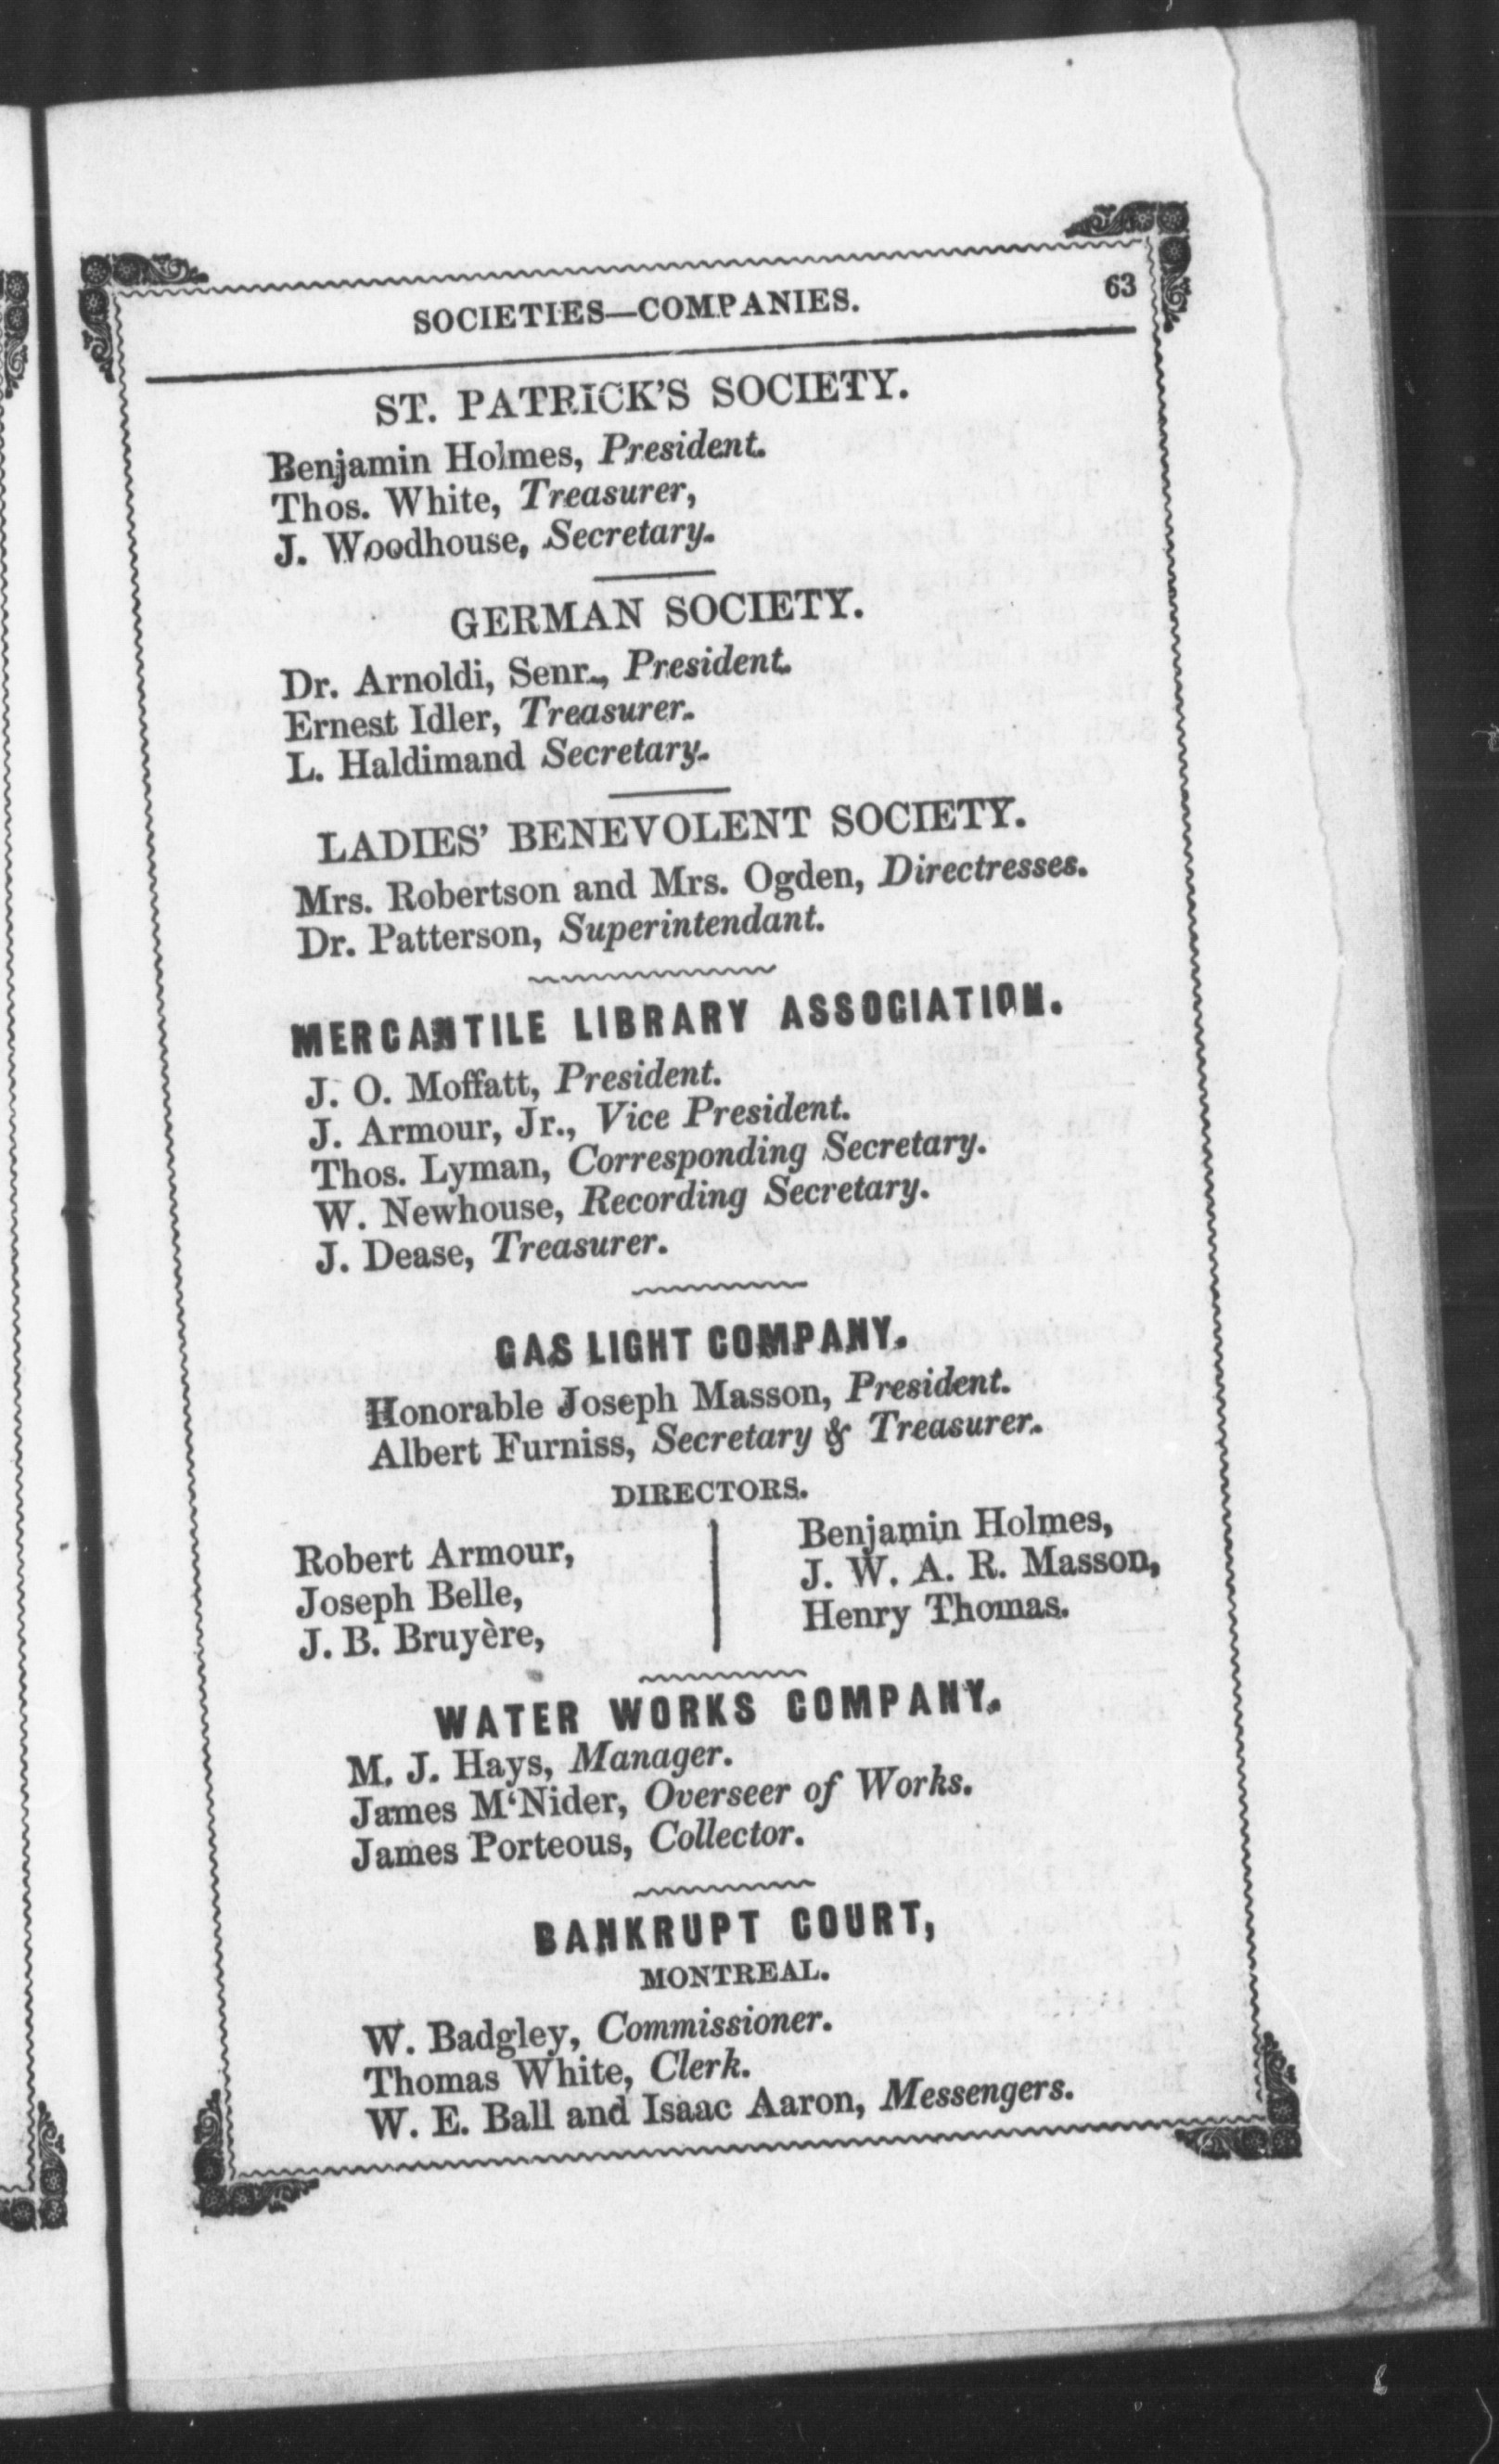 SOCIETIES—COMPANIES. 63
ST. PATRICK'S SOCIETY.
Benjamin Holmes, President.
Thos. White, Treasurer,
J. Woodhouse, Secretary.
GERMAN SOCIETY.
Dr. Arnoldi, Senr., President.
Ernest Idler, Treasurer.
L. Haldimand Secretary.
LADIES' BENEVOLENT SOCIETY.
Mrs. Robertson and Mrs. Ogden, Directresses.
Dr. Patterson, Superintendant.
MERCANTILE LIBRARY ASSOCIATION.
J. O. Moffatt, President.
J. Armour, Jr., Vice President.
Thos. Lyman, Corresponding Secretary.
W. Newhouse, Recording Secretary.
J. Dease, Treasurer.
GAS LIGHT COMPANY.
Honorable Joseph Masson, President.
Albert Furniss, Secretary & Treasurer.
DIRECTORS.
Robert Armour,
Joseph Belle,
J. B. Bruyère,
Benjamin Holmes,
J. W. A. R. Masson,
Henry Thomas.
WATER WORKS COMPANY.
M. J. Hays, Manager.
James M‘Nider, Overseer of Works.
James Porteous, Collector.
BANKRUPT COURT,
MONTREAL.
W. Badgley, Commissioner.
Thomas White, Clerk.
W. E. Ball and Isaac Aaron, Messengers.